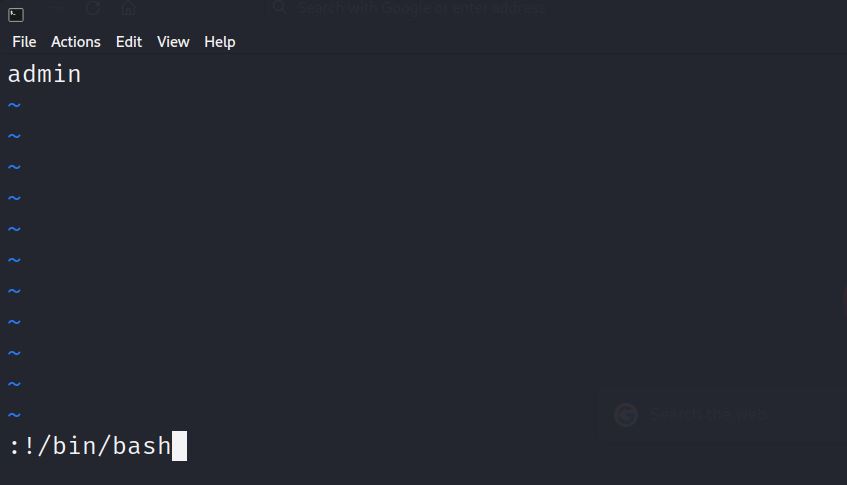 Search with Google or enter address
File Actions Edit View Help
admin
~
~
~
~
~
~
~
~
~
~
~
Search the web
:!/bin/bash